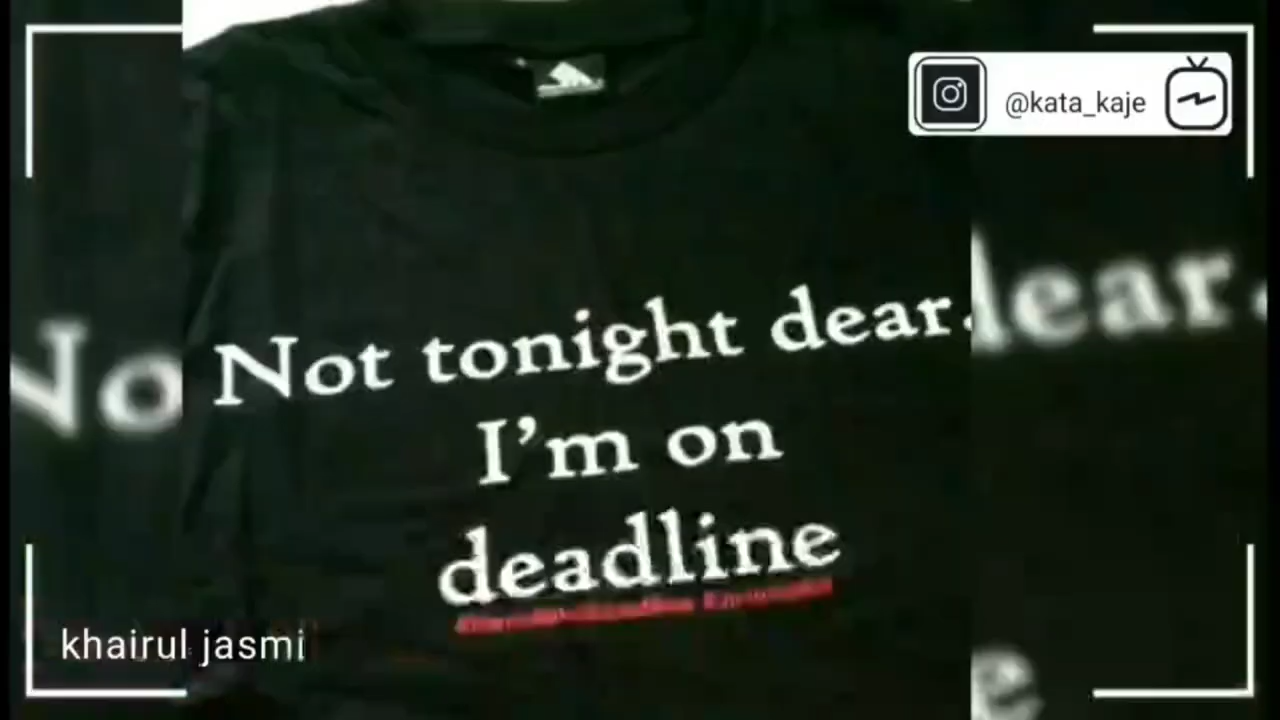 @kata_kaje
Not tonight dear.
I'm on
deadline
khairul jasmi